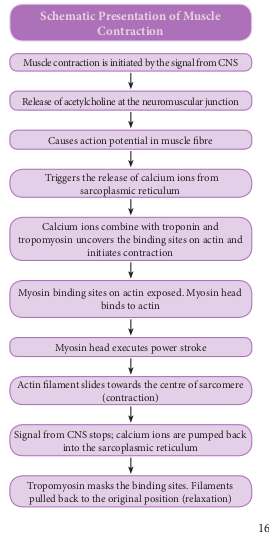 Schematic Presentation of Muscle
Contraction
Muscle contraction is initiated by the signal from CNS
Release of acetylcholine at the neuromuscular junction
Causes action potential in muscle fibre
Triggers the release of calcium ions from
sarcoplasmic reticulum
Calcium ions combine with troponin and
tropomyosin uncovers the binding sites on actin and
initiates contraction
Myosin binding sites on actin exposed. Myosin head
binds to actin
Myosin head executes power stroke
Actin filament slides towards the centre of sarcomere
(contraction)
Signal from CNS stops; calcium ions are pumped back
into the sarcoplasmic reticulum
Tropomyosin masks the binding sites. Filaments
pulled back to the original position (relaxation)
16